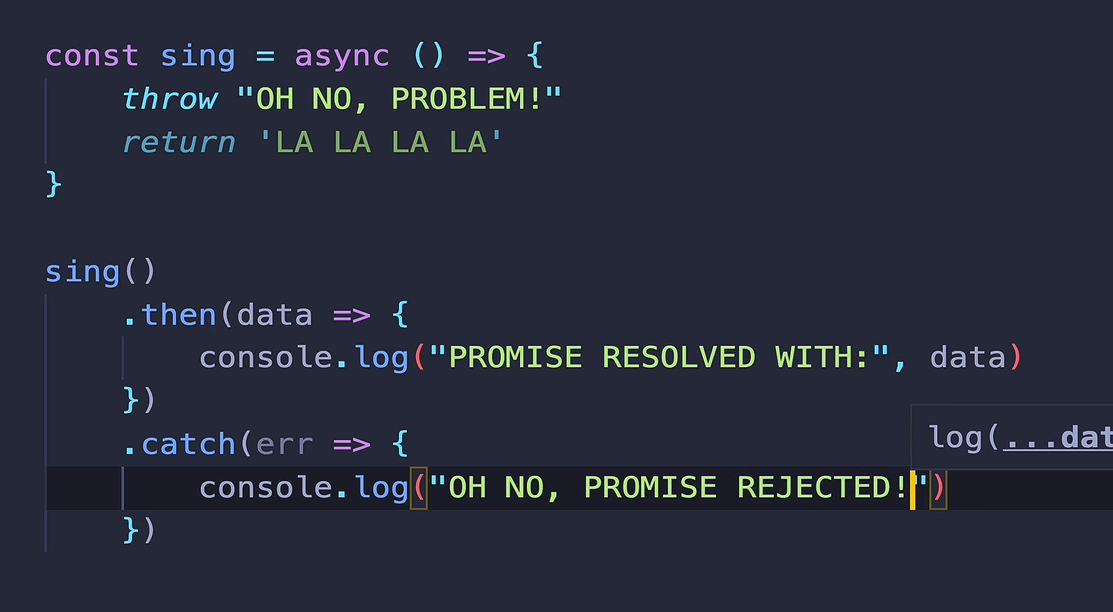 const sing = async () => {
    throw "OH NO, PROBLEM!"
    return 'LA LA LA LA'
}

sing()
    .then(data => {
        console.log("PROMISE RESOLVED WITH:", data)
    })
    .catch(err => {
log(...dat
        console.log("OH NO, PROMISE REJECTED!")
    })